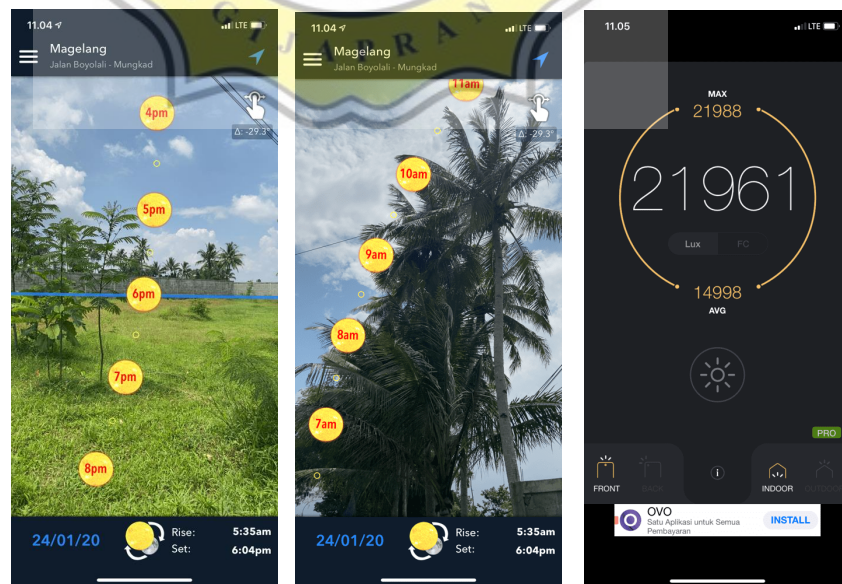 GIJAPRAN
11.04
LTE
Magelang
Jalan Boyolali - Mungkad
4pm
Δ: -29.3°
5pm
6pm
7pm
8pm
24/01/20
Rise: 5:35am
Set: 6:04pm
11.04
LTE
Magelang
Jalan Boyolali - Mungkad
11am
Δ: -29.3°
10am
9am
8am
7am
24/01/20
Rise: 5:35am
Set: 6:04pm
11.05
LTE
MAX
21988
21961
Lux FC
14998
AVG
PRO
FRONT BACK i INDOOR OUTDOOR
OVO
Satu Aplikasi untuk Semua
Pembayaran
INSTALL